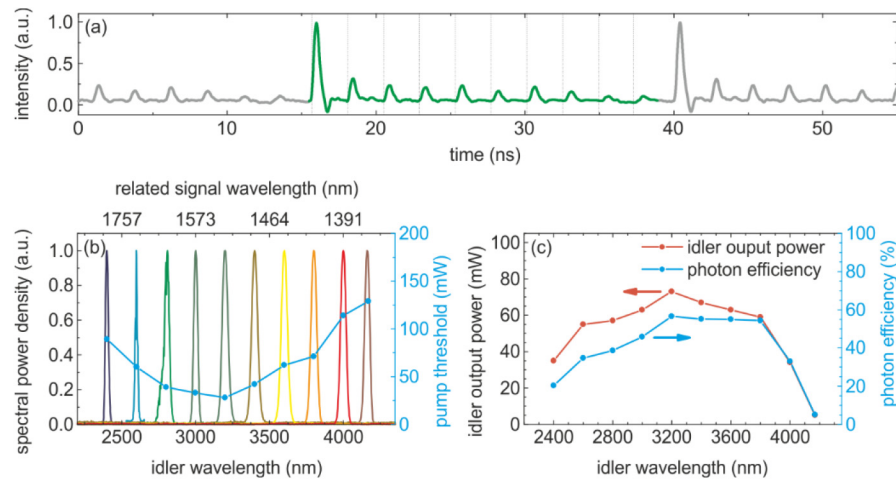 (a)
intensity (a.u.)
1.0
0.5
0.0
0 10 20 30 40 50
time (ns)
related signal wavelength (nm)
1757 1573 1464 1391
(b)
spectral power density (a.u.)
1.0
0.8
0.6
0.4
0.2
0.0
200
150
100
50
0
pump threshold (mW)
2500 3000 3500 4000
idler wavelength (nm)
(c)
idler ouput power
photon efficiency
idler output power (mW)
100
80
60
40
20
0
100
80
60
40
20
0
photon efficiency (%)
2400 2800 3200 3600 4000
idler wavelength (nm)